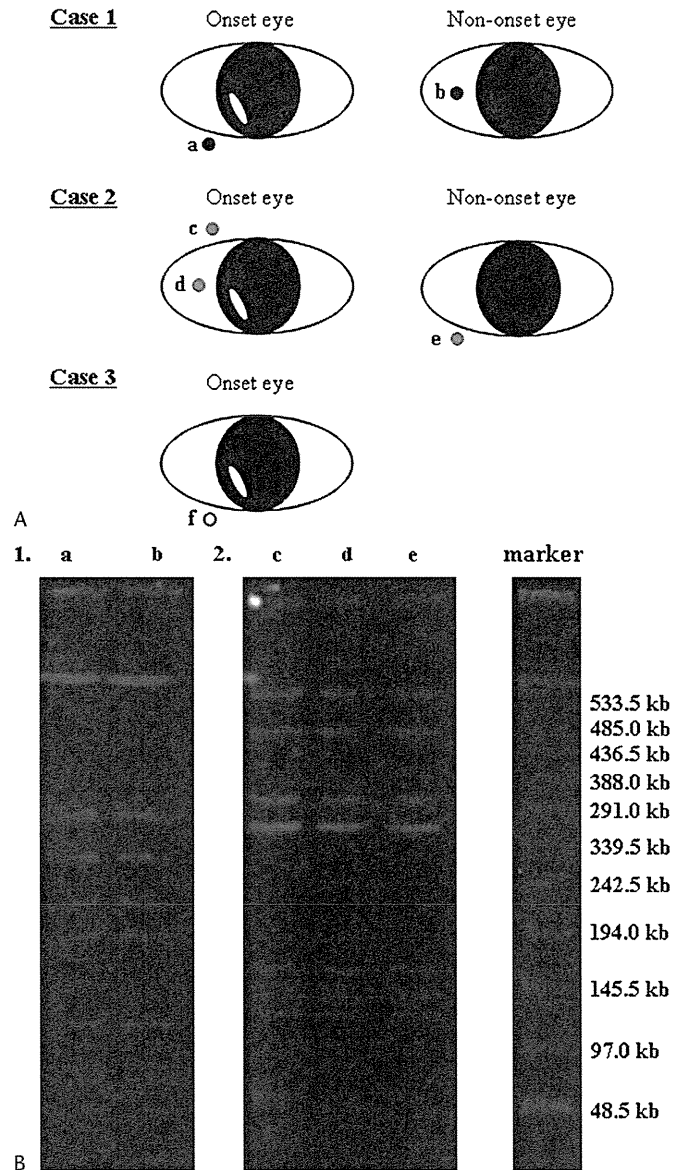 Case 1 Onset eye Non-onset eye
b
a
Case 2 Onset eye Non-onset eye
c
d
e
Case 3 Onset eye
A f
1. a b 2. c d e marker
533.5 kb
485.0 kb
436.5 kb
388.0 kb
291.0 kb
339.5 kb
242.5 kb
194.0 kb
145.5 kb
97.0 kb
48.5 kb
B